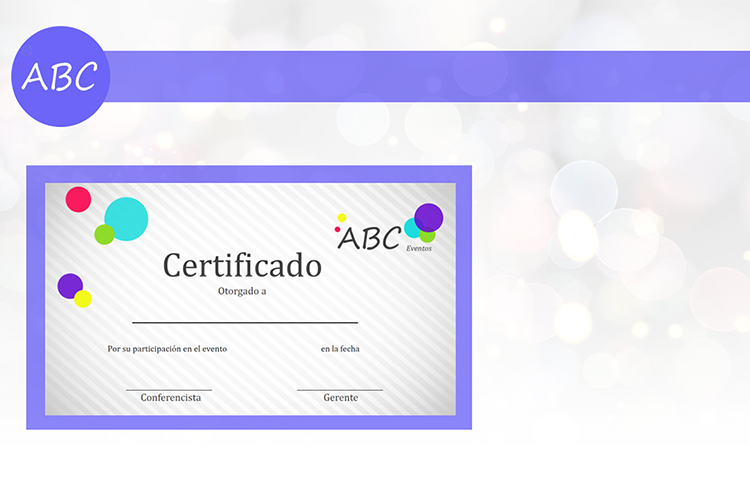 ABC
ABC
Eventos
Certificado
Otorgado a
Por su participación en el evento en la fecha
Conferencista Gerente